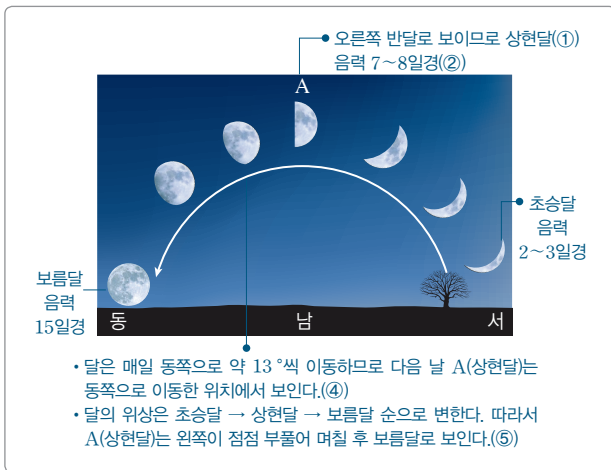 오른쪽 반달로 보이므로 상현달(①)
음력 7~8일경(②)
A
초승달
음력
2~3일경
보름달
음력
15일경
동
남
서
• 달은 매일 동쪽으로 약 13 °씩 이동하므로 다음 날 A(상현달)는
동쪽으로 이동한 위치에서 보인다.(④)
• 달의 위상은 초승달 → 상현달 → 보름달 순으로 변한다. 따라서
A(상현달)는 왼쪽이 점점 부풀어 며칠 후 보름달로 보인다.(⑤)